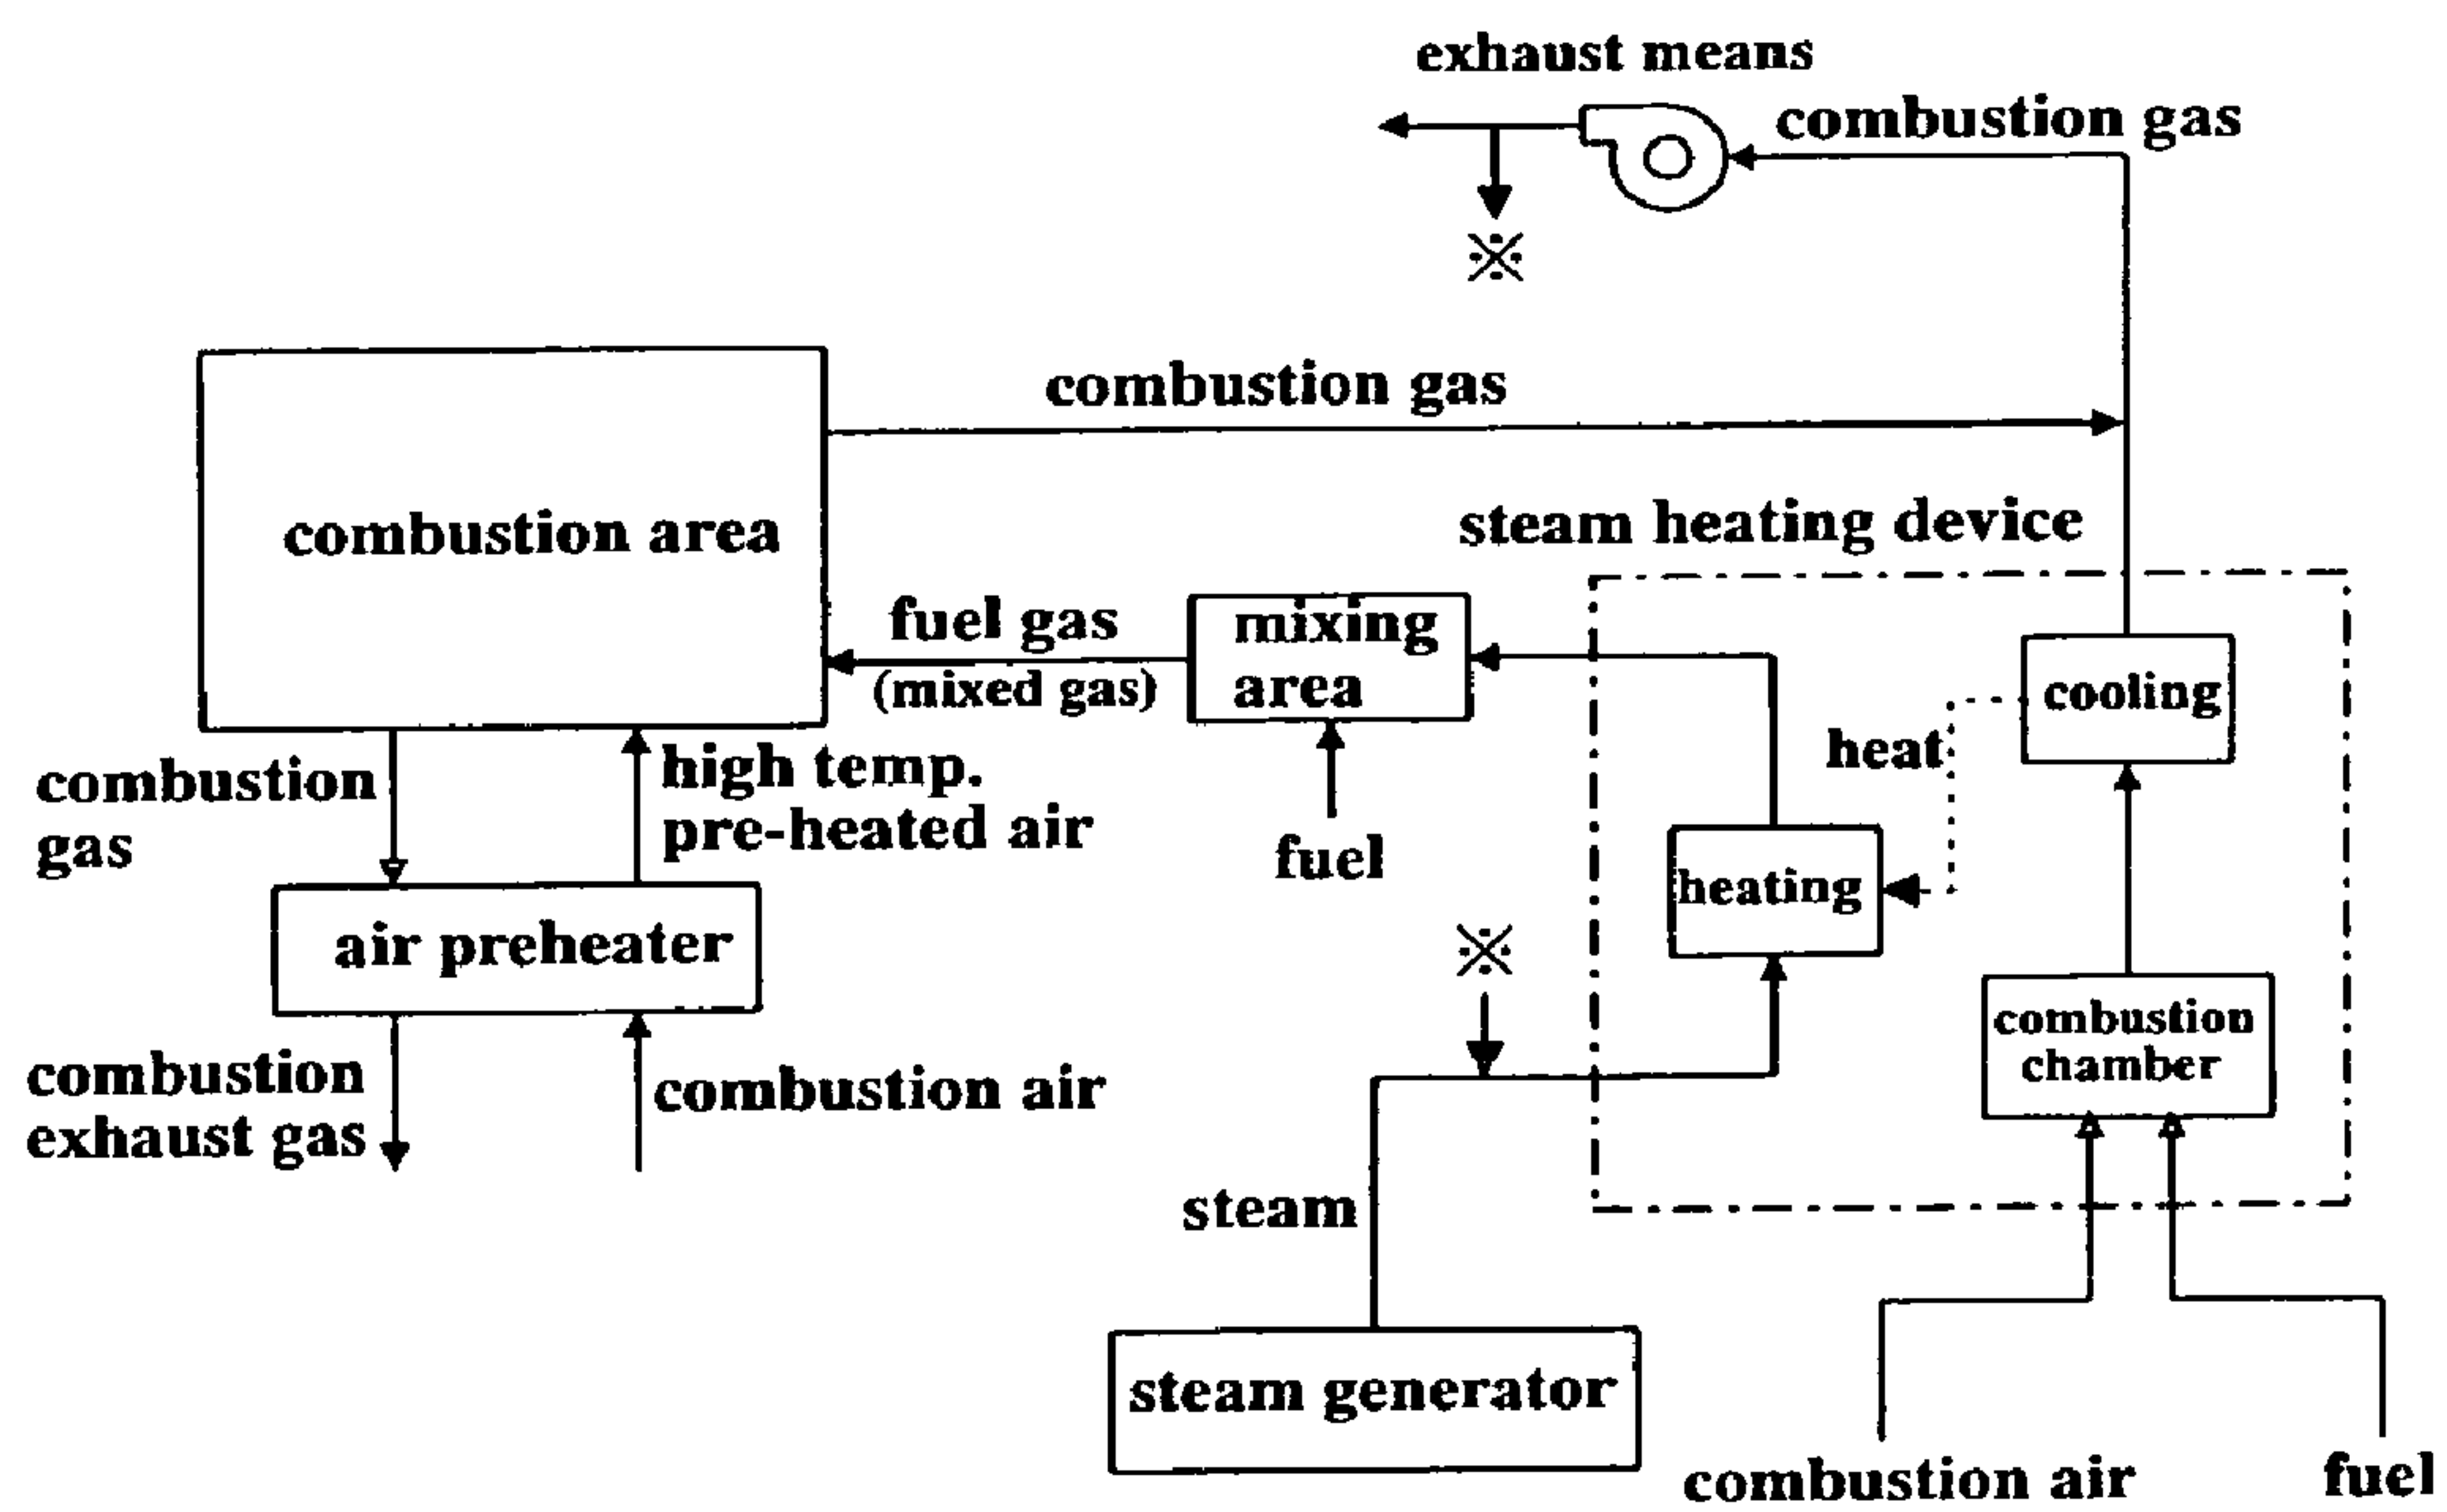 exhaust means
combustion gas
※
combustion gas
combustion area
steam heating device
fuel gas
(mixed gas)
mixing
area
cooling
heat
combustion
gas
high temp.
pre-heated air
fuel
heating
air preheater
※
combustion
chamber
combustion
exhaust gas
combustion air
steam
steam generator
combustion air
fuel